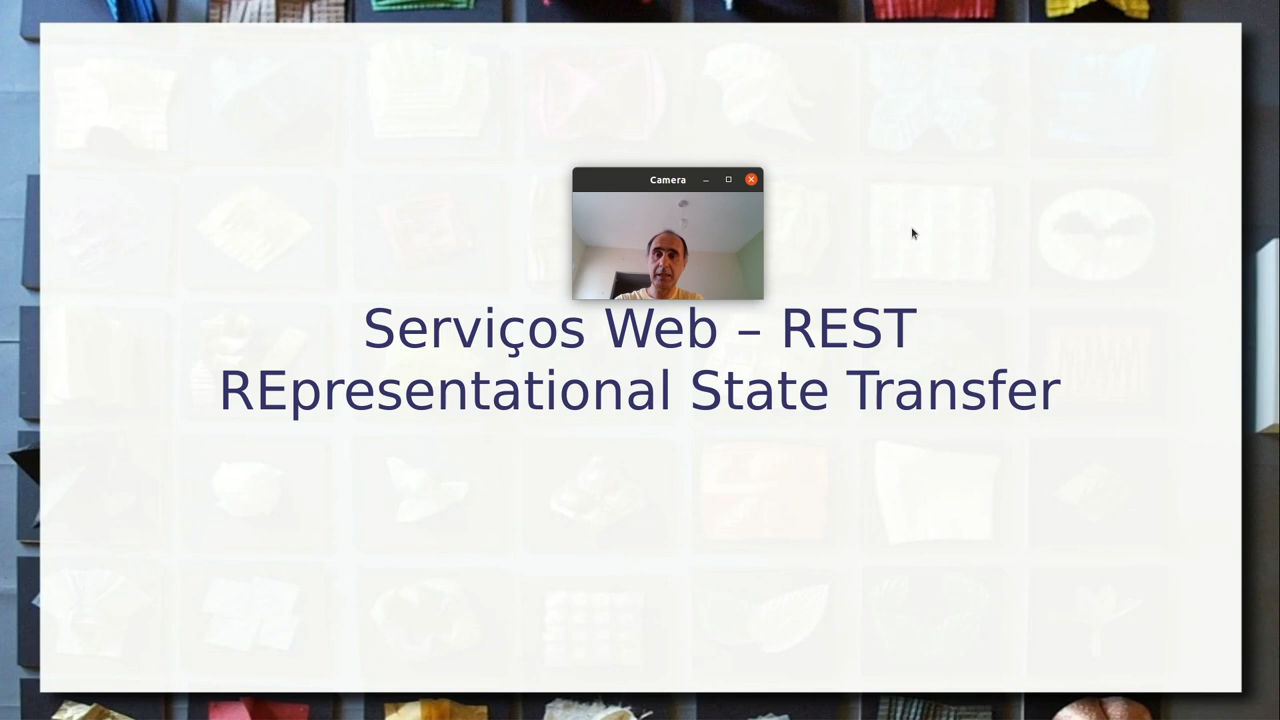 Camera
Serviços Web – REST
REpresentational State Transfer